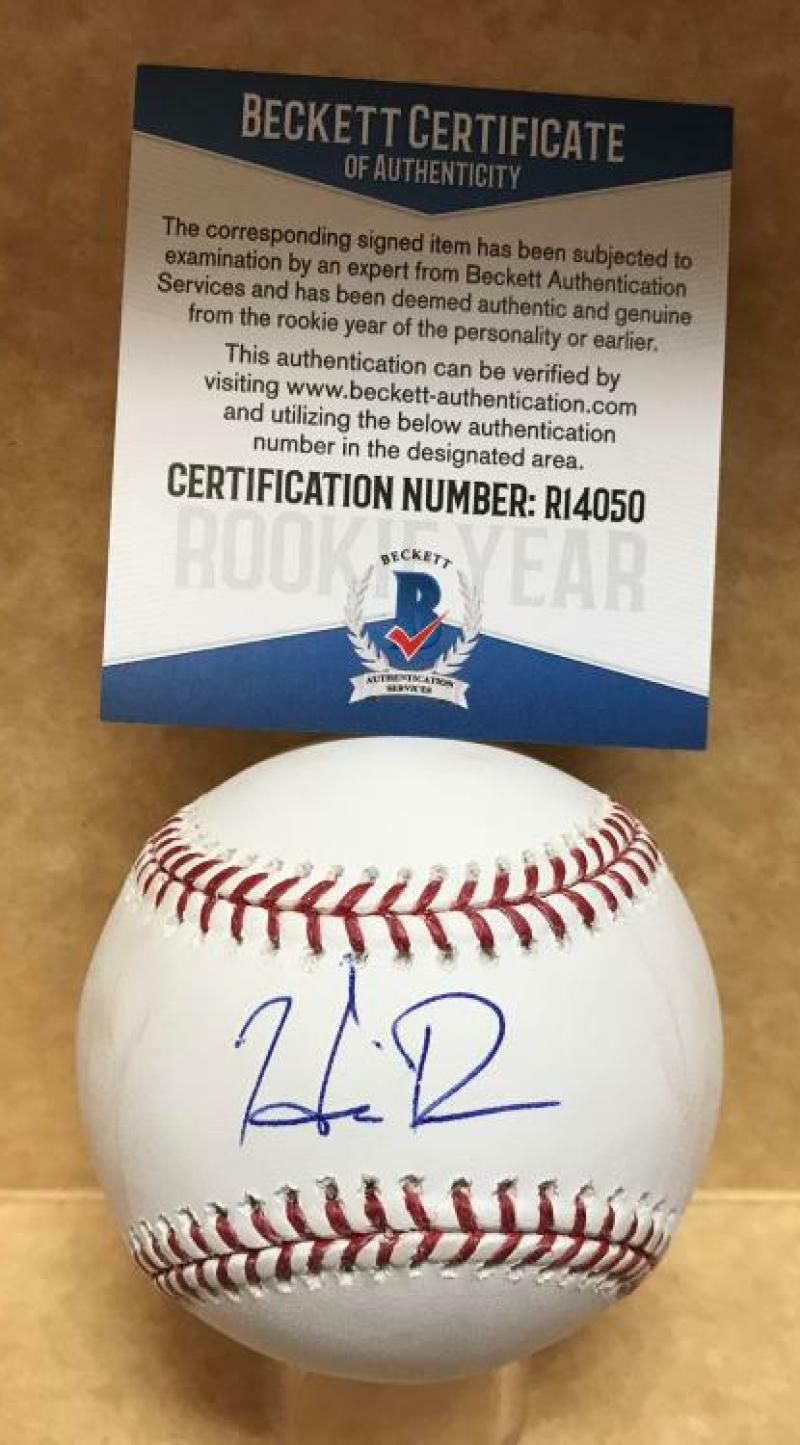 BECKETT CERTIFICATE
OF AUTHENTICITY
The corresponding signed item has been subjected to
examination by an expert from Beckett Authentication
Services and has been deemed authentic and genuine
from the rookie year of the personality or earlier.
This authentication can be verified by
visiting www.beckett-authentication.com
and utilizing the below authentication
number in the designated area.
CERTIFICATION NUMBER: R14050
ROOKIE YEAR
BECKETT
B
AUTHENTICATION
SERVICES